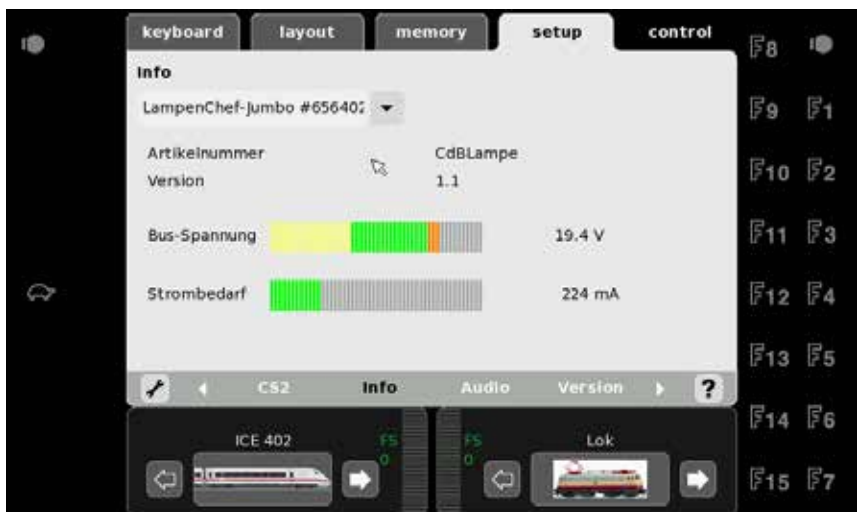 keyboard layout memory setup control
Info
LampenChef-Jumbo #656402
Artikelnummer CdBLampe
Version 1.1
Bus-Spannung 19.4 V
Strombedarf 224 mA
CS2 Info Audio Version ?
ICE 402 FS 0
FS 0 Lok
F8
F9 F1
F10 F2
F11 F3
F12 F4
F13 F5
F14 F6
F15 F7